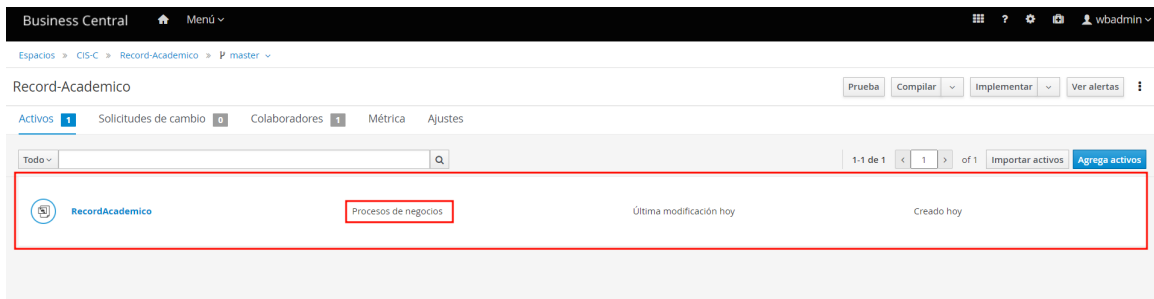 Business Central Menú ? wbadmin
Espacios » CIS-C » Record-Academico » master
Record-Academico Prueba Compilar Implementar Ver alertas
Activos 1 Solicitudes de cambio 0 Colaboradores 1 Métrica Ajustes
Todo 1-1 de 1 < 1 > of 1 Importar activos Agrega activos
RecordAcademico Procesos de negocios Última modificación hoy Creado hoy